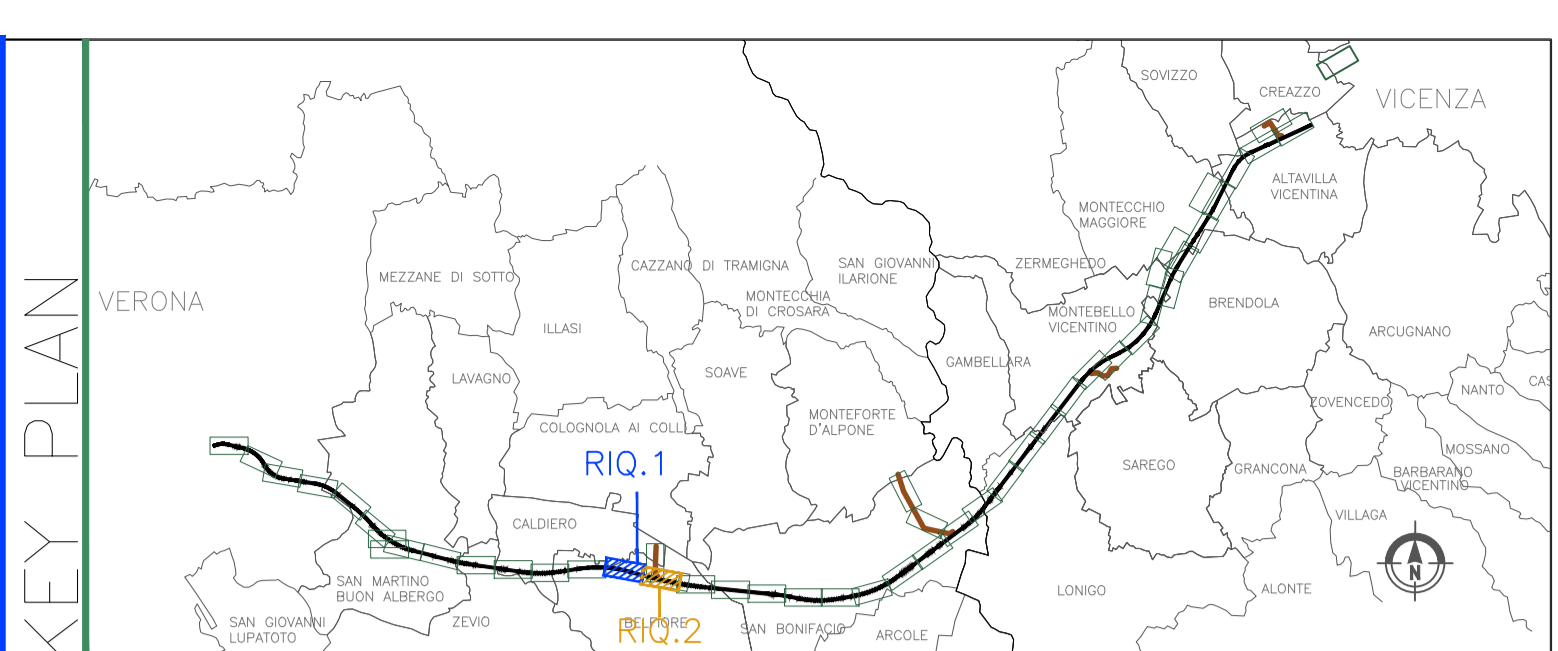 KEY PLAN
SOVIZZO
CREAZZO
VICENZA
ALTAVILLA
VICENTINA
MONTECCHIO
MAGGIORE
CAZZANO DI TRAMIGNA
SAN GIOVANNI
ILARIONE
ZERMEGHEDO
MEZZANE DI SOTTO
VERONA
MONTECCHIA
DI CROSARA
BRENDOLA
MONTEBELLO
VICENTINO
ILLASI
ARCUGNANO
GAMBELLARA
SOAVE
LAVAGNO
NANTO
CAS
ZOVENCEDO
MONTEFORTE
D'ALPONE
COLOGNOLA AI COLLI
MOSSANO
RIQ.1
SAREGO
GRANCONA
BARBARANO
VICENTINO
VILLAGA
CALDIERO
N
SAN MARTINO
BUON ALBERGO
LONIGO
ALONTE
SAN GIOVANNI
LUPATOTO
ZEVIO
BELFIORE
RIQ.2
SAN BONIFACIO
ARCOLE